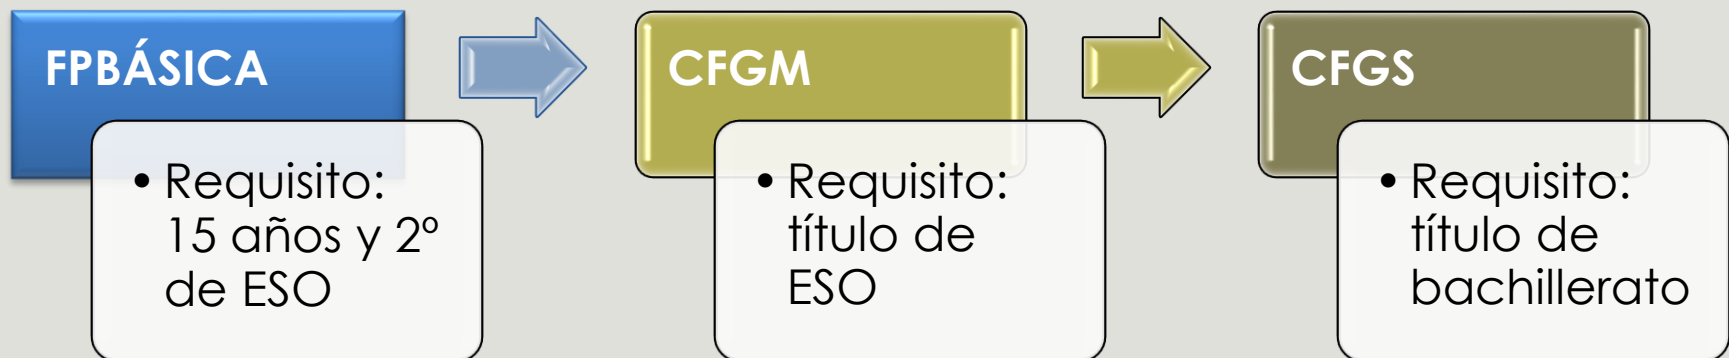 FPBÁSICA
• Requisito:
15 años y 2º
de ESO
CFGM
• Requisito:
título de
ESO
CFGS
• Requisito:
título de
bachillerato